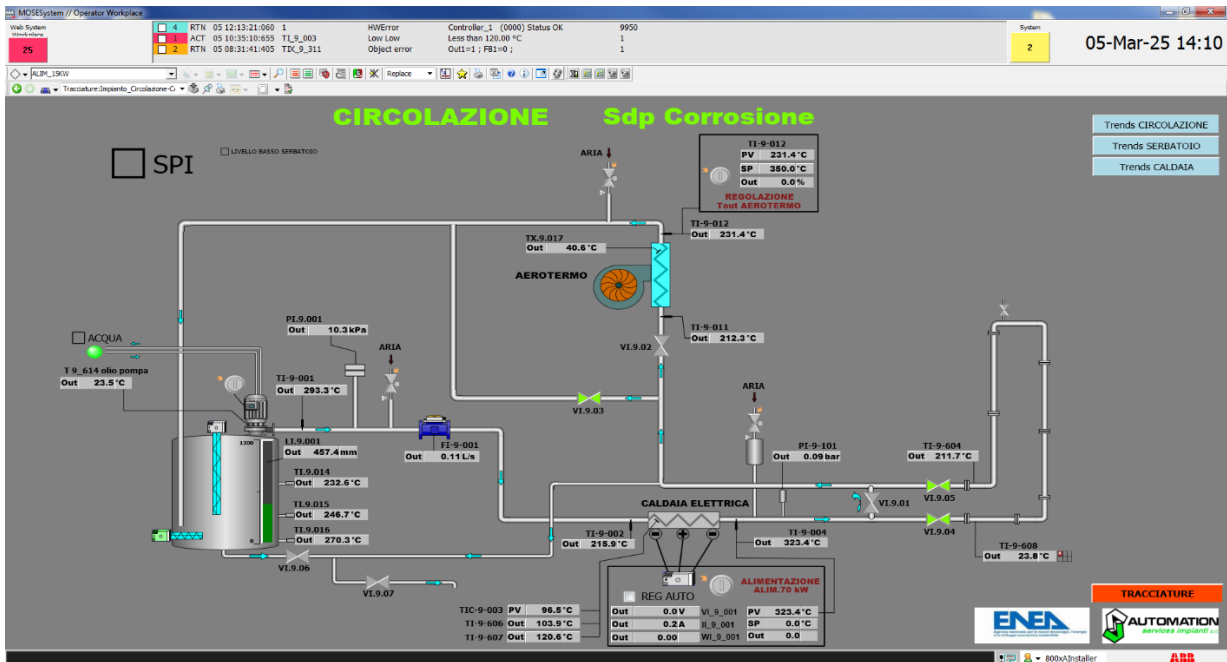 MOSESystem // Operator Workplace
Web System
Workplace
25
4 RTN 05 12:13:21:060 1 HWError Controller_1 (0000) Status OK 9950
1 ACT 05 10:35:10:655 TI_9_003 Low Low Less than 120.00 °C 1
2 RTN 05 08:31:41:405 TDC_9_311 Object error Out1=1 ; FB1=0 ; 1
System
2
05-Mar-25 14:10
ALIM_15KW
Replace
Tracciature:Impianto_Circolazione-Ci
CIRCOLAZIONE Sdp Corrosione
Trends CIRCOLAZIONE
Trends SERBATOIO
Trends CALDAIA
SPI
LIVELLO BASSO SERBATOIO
ARIA
TI-9-012
PV 231.4°C
SP 350.0°C
Out 0.0%
REGOLAZIONE
Tout AEROTERMO
TI-9-012
Out 231.4°C
TX.9.017
Out 40.6°C
AEROTERMO
TI-9-011
Out 212.3°C
VI.9.02
PI.9.001
Out 10.3 kPa
ARIA
ACQUA
T 9_614 olio pompa
Out 23.5°C
TI-9-001
Out 293.3°C
VI.9.03
ARIA
1200
LI.9.001
Out 457.4 mm
FI-9-001
Out 0.11 L/s
PI-9-101
Out 0.09 bar
TI-9-604
Out 211.7°C
TI.9.014
Out 232.6°C
TI.9.015
Out 246.7°C
TI.9.016
Out 270.3°C
0
VI.9.05
VI.9.01
CALDAIA ELETTRICA
VI.9.04
TI-9-002
Out 215.9°C
TI-9-004
Out 323.4°C
TI-9-608
Out 23.8°C
VI.9.06
VI.9.07
REG AUTO
ALIMENTAZIONE
ALIM.70 kW
TIC-9-003 PV 96.5°C
TI-9-606 Out 103.9°C
TI-9-607 Out 120.6°C
Out 0.0 V VI_9_001 PV 323.4°C
Out 0.2 A II_9_001 SP 0.0°C
Out 0.00 WI_9_001 Out 0.0
TRACCIATURE
ENEA
AUTOMATION
services impianti
800xAInstaller
ABB